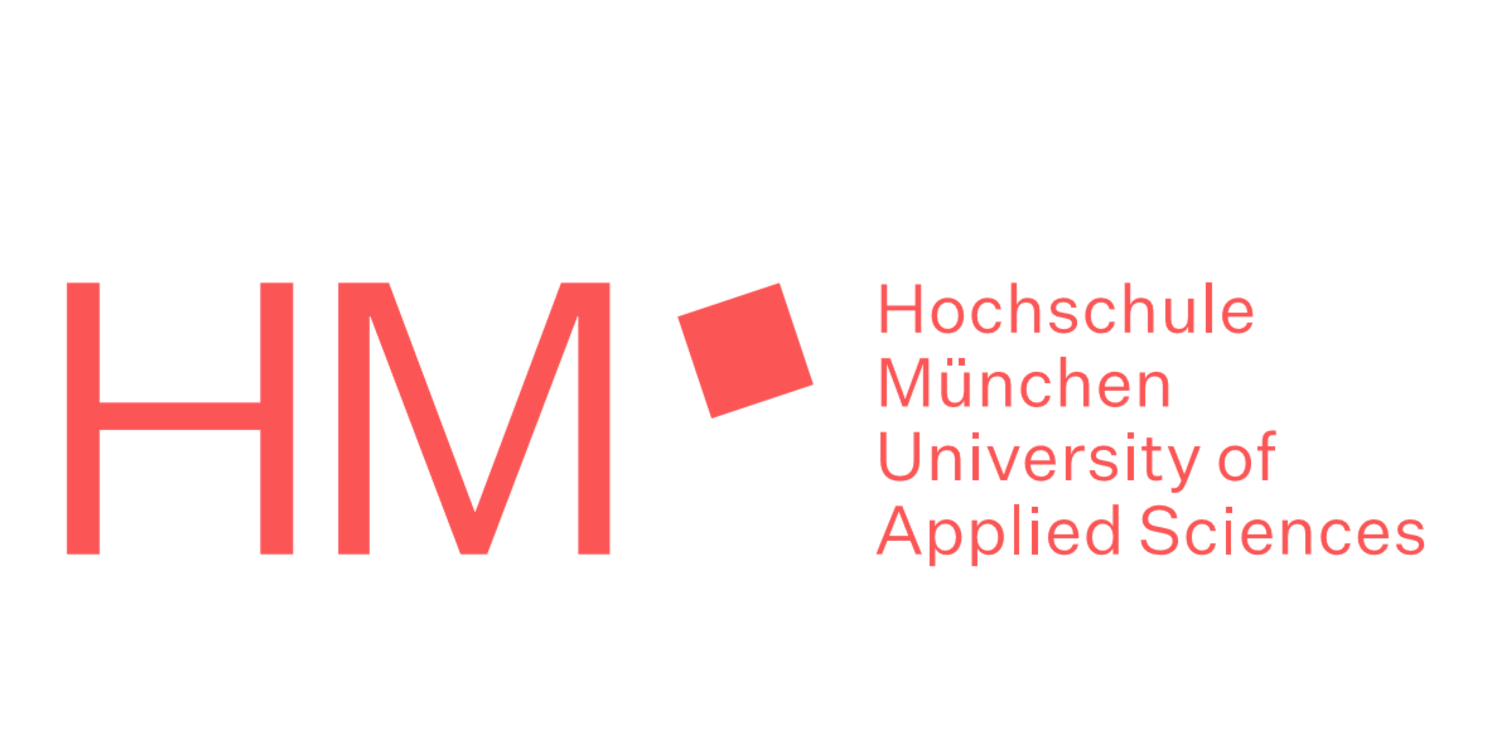 HM
Hochschule
München
University of
Applied Sciences